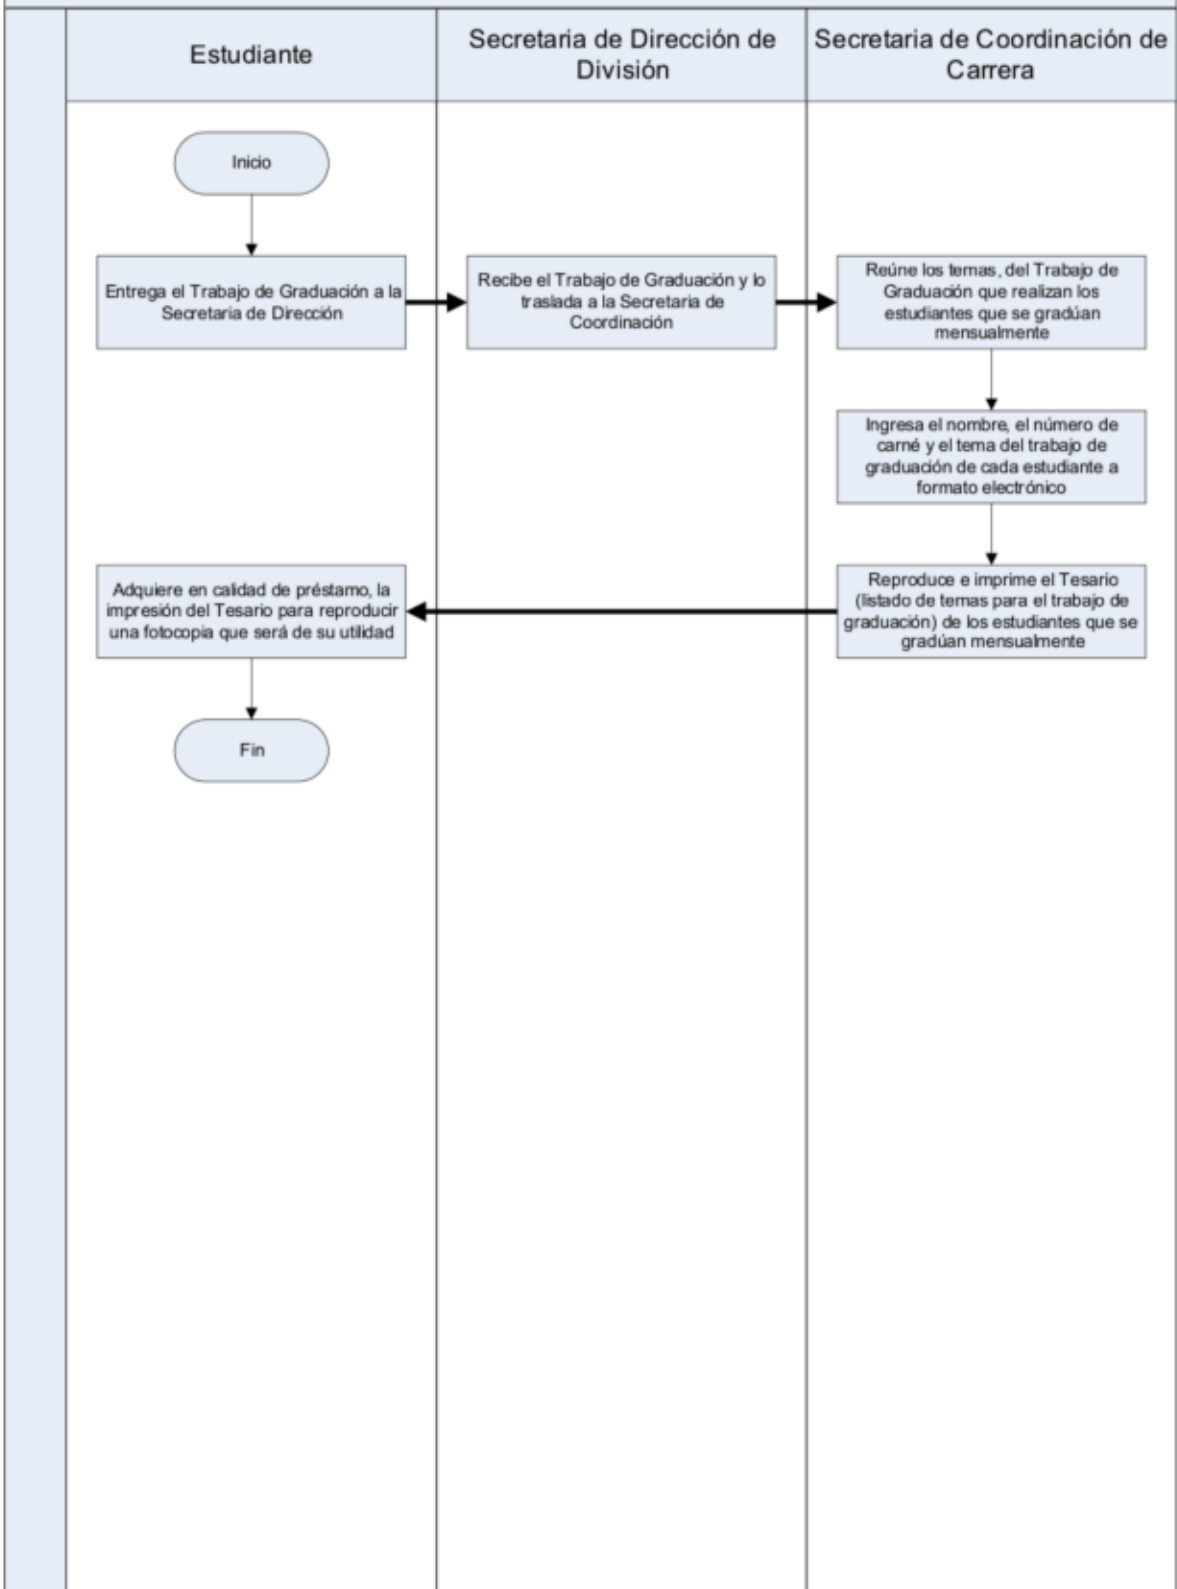 Estudiante
Secretaria de Dirección de
División
Secretaria de Coordinación de
Carrera
Inicio
Entrega el Trabajo de Graduación a la
Secretaria de Dirección
Recibe el Trabajo de Graduación y lo
traslada a la Secretaria de
Coordinación
Reúne los temas, del Trabajo de
Graduación que realizan los
estudiantes que se gradúan
mensualmente
Ingresa el nombre, el número de
carné y el tema del trabajo de
graduación de cada estudiante a
formato electrónico
Reproduce e imprime el Tesario
(listado de temas para el trabajo de
graduación) de los estudiantes que se
gradúan mensualmente
Adquiere en calidad de préstamo, la
impresión del Tesario para reproducir
una fotocopia que será de su utilidad
Fin